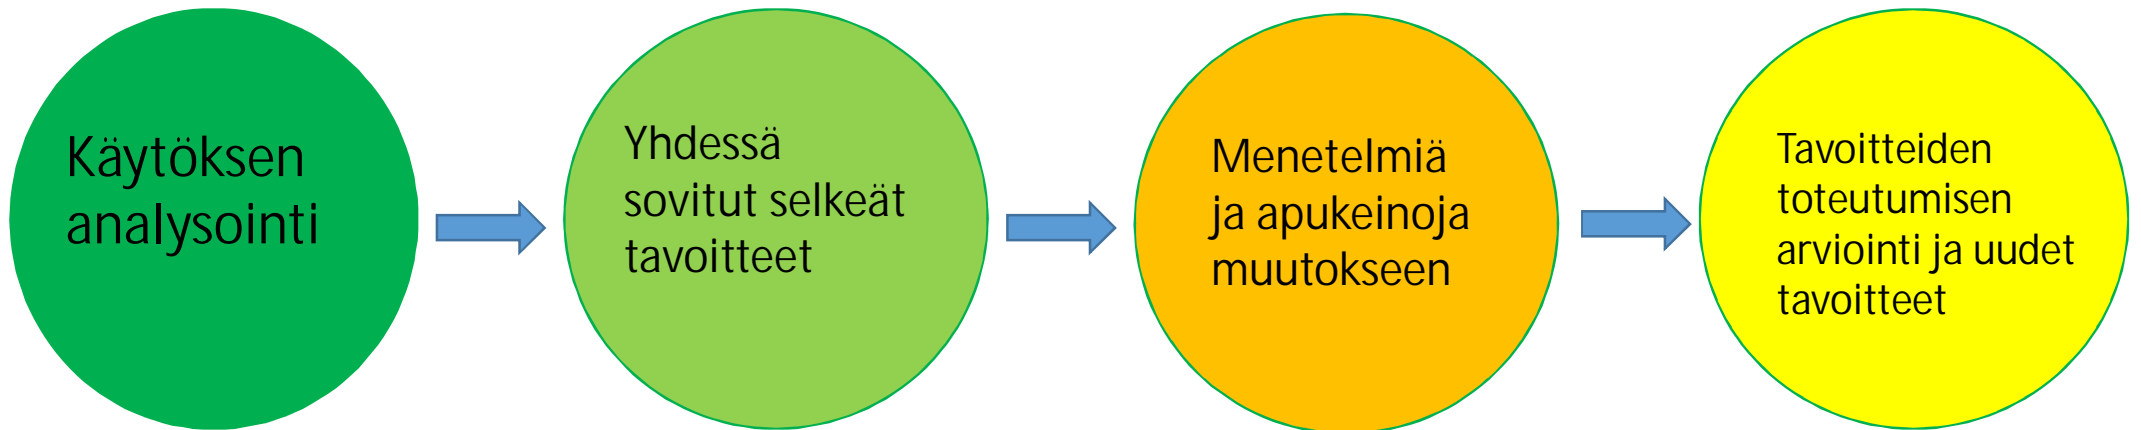 Käytöksen
analysointi
Yhdessä
sovitut selkeät
tavoitteet
Menetelmiä
ja apukeinoja
muutokseen
Tavoitteiden
toteutumisen
arviointi ja uudet
tavoitteet